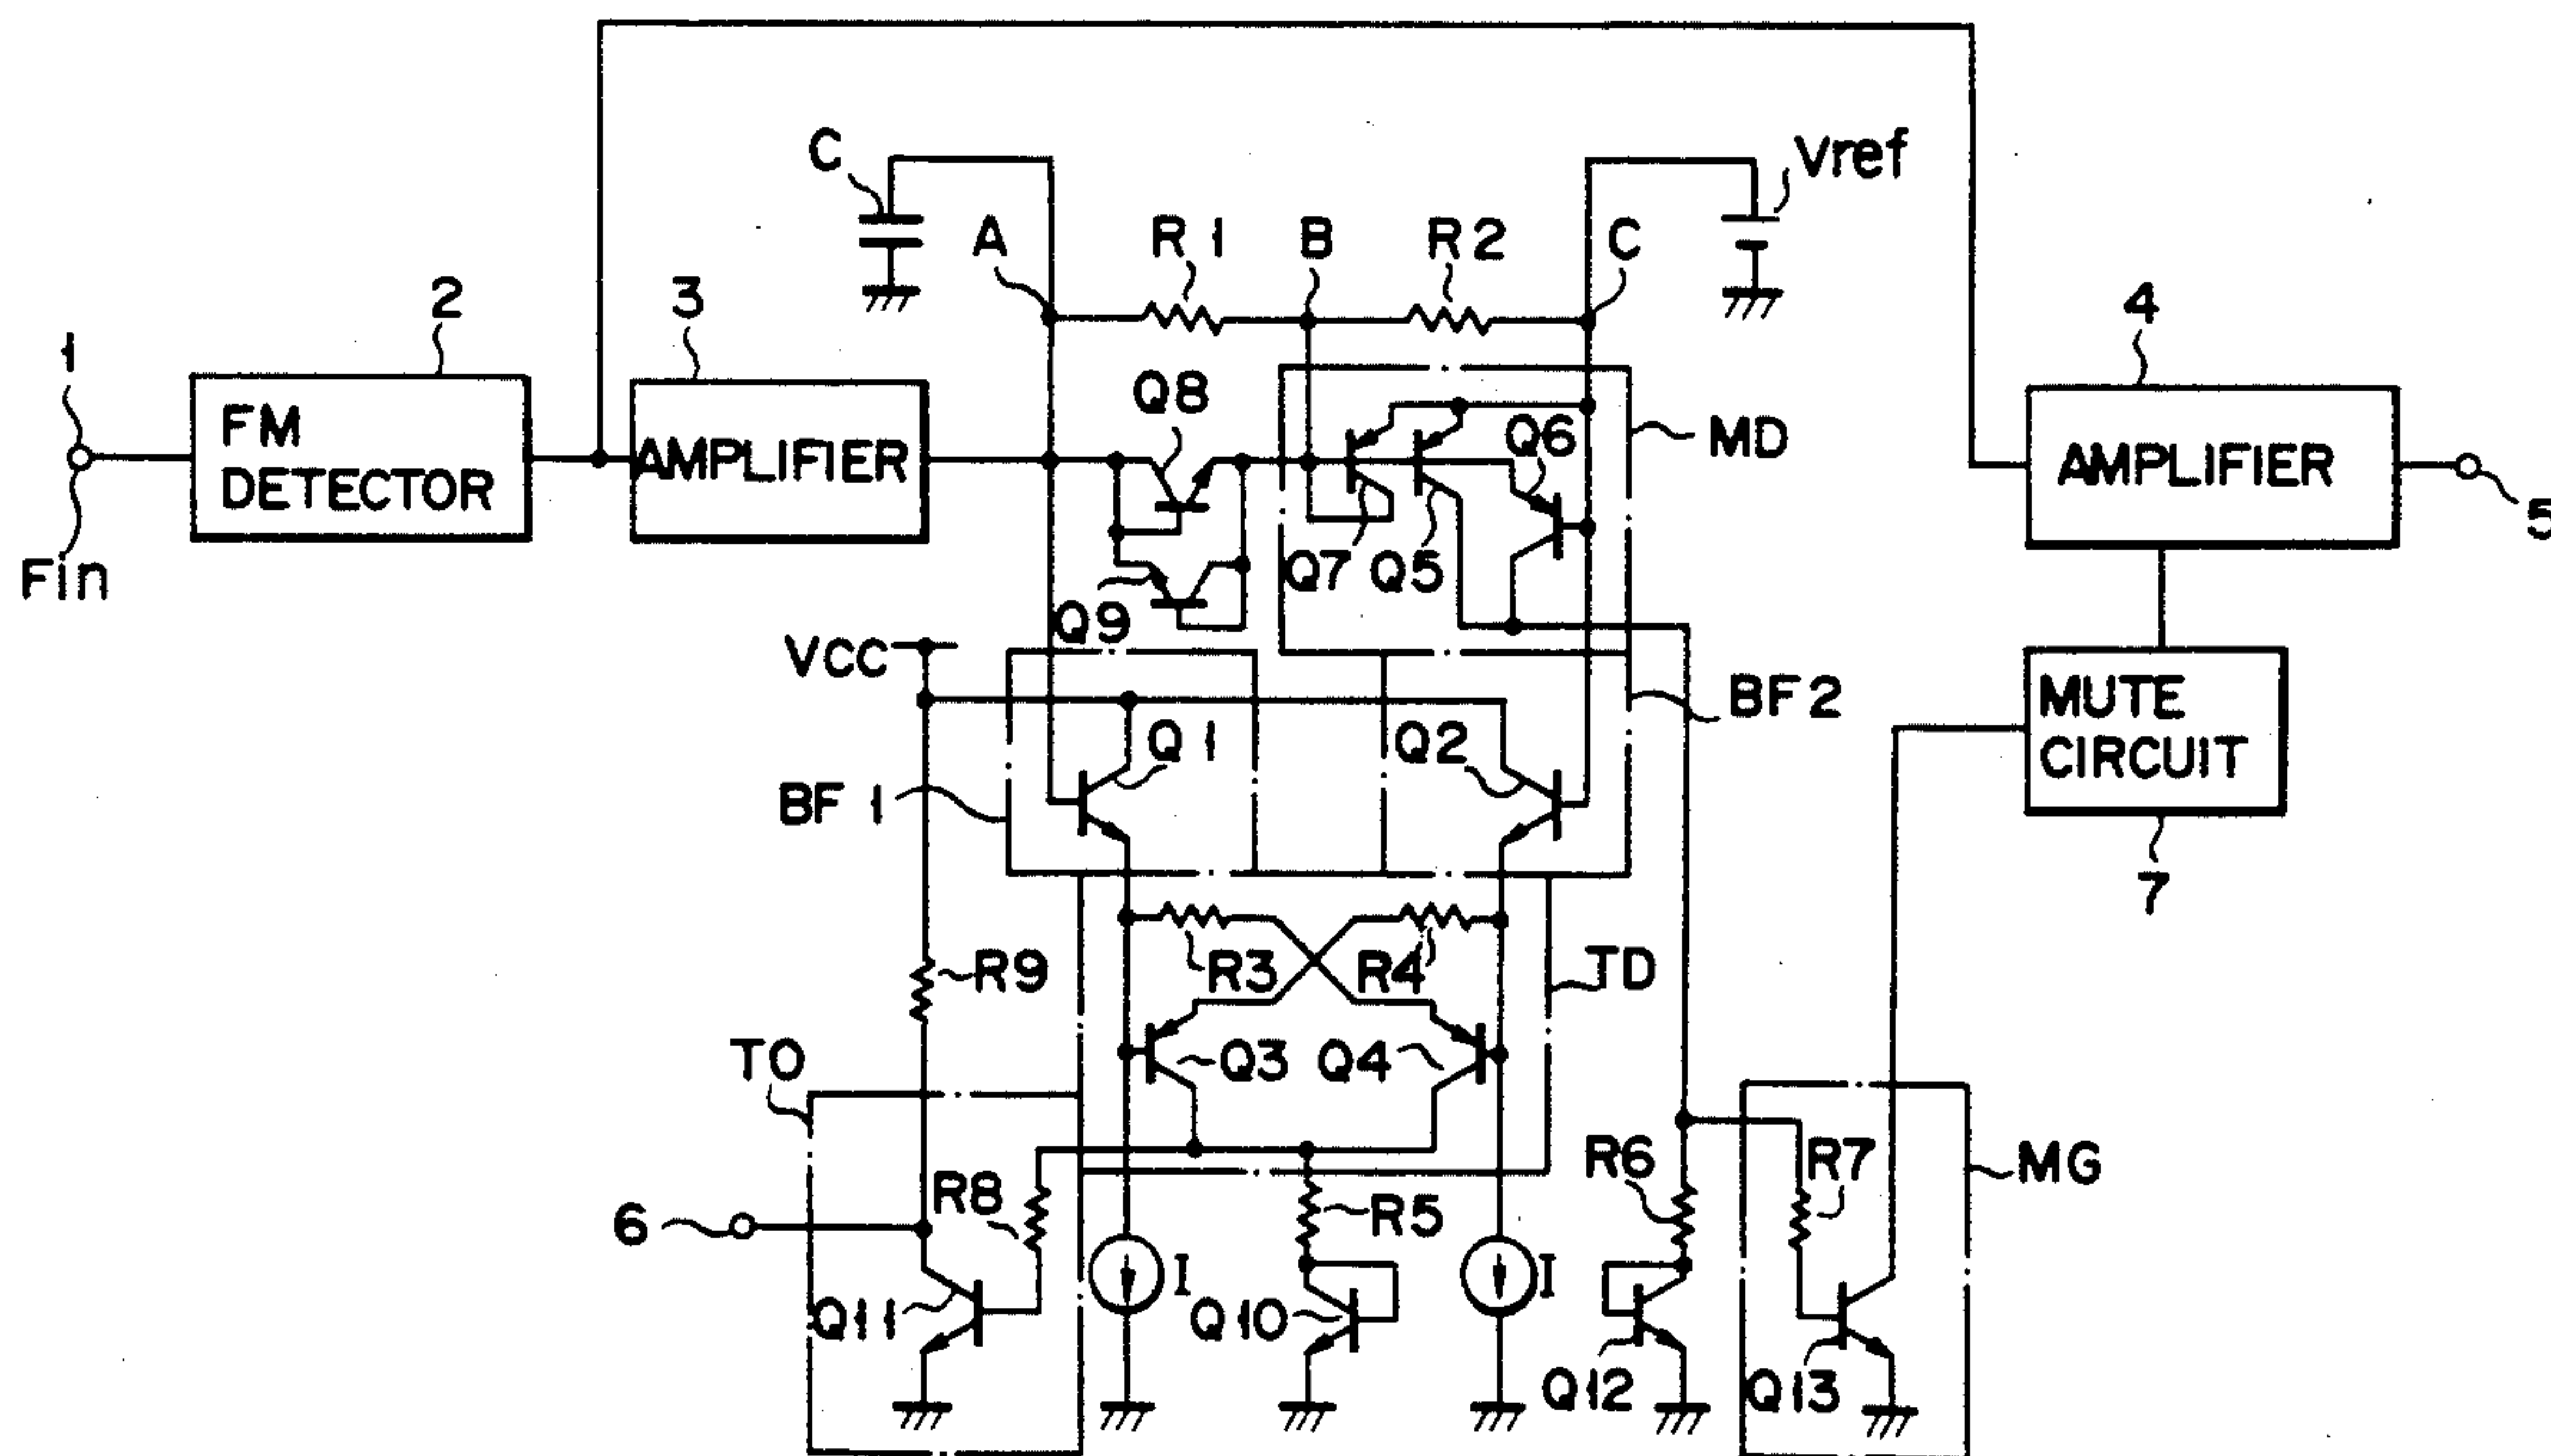 C
Vref
A
R1
B
R2
C
2
3
4
1
Q8
Q6
MD
FM
DETECTOR
AMPLIFIER
AMPLIFIER
5
Fin
Q7
Q5
Q9
VCC
BF2
MUTE
CIRCUIT
Q1
Q2
BF1
7
R3
R4
R9
TD
TO
Q3
Q4
R8
R6
R7
MG
6
R5
I
I
Q11
Q10
Q12
Q13